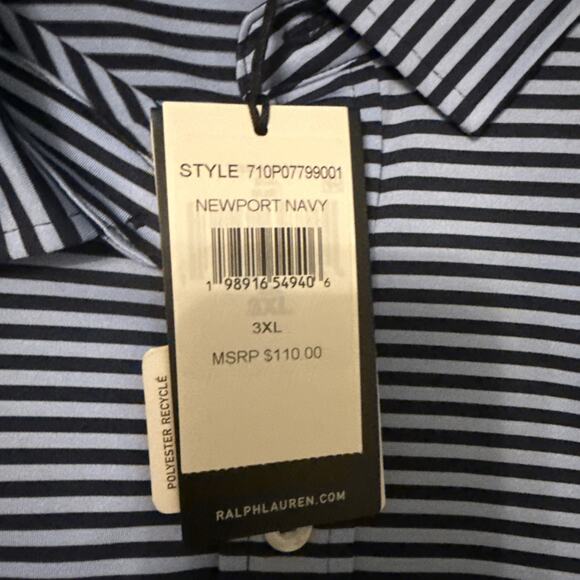 STYLE 710P07799001
NEWPORT NAVY
1 98916 54940 6
3XL
MSRP $110.00
POLYESTER RECYCLÉ
RALPHLAUREN.COM